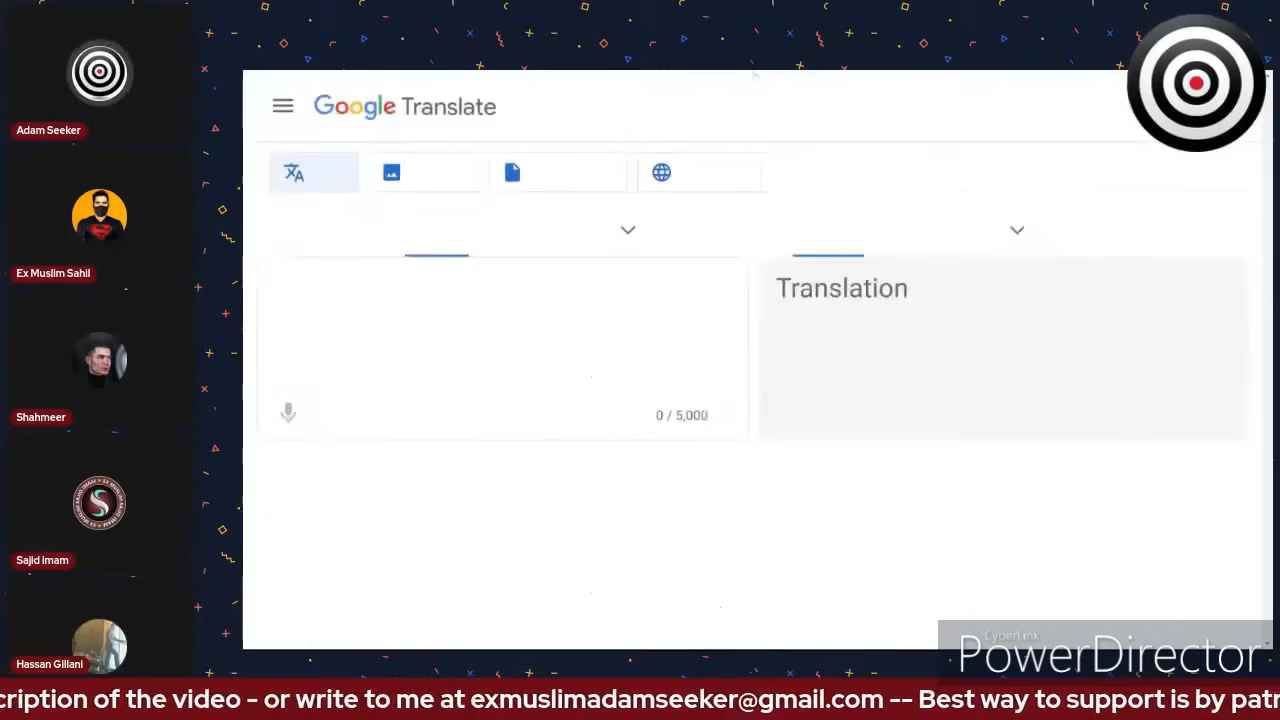 Adam Seeker
Ex Muslim Sahil
Shahmeer
Sajid Imam
Hassan Gillani
Google Translate
Translation
0 / 5,000
CyberLink
PowerDirector
cription of the video - or write to me at exmuslimadamseeker@gmail.com -- Best way to support is by patr